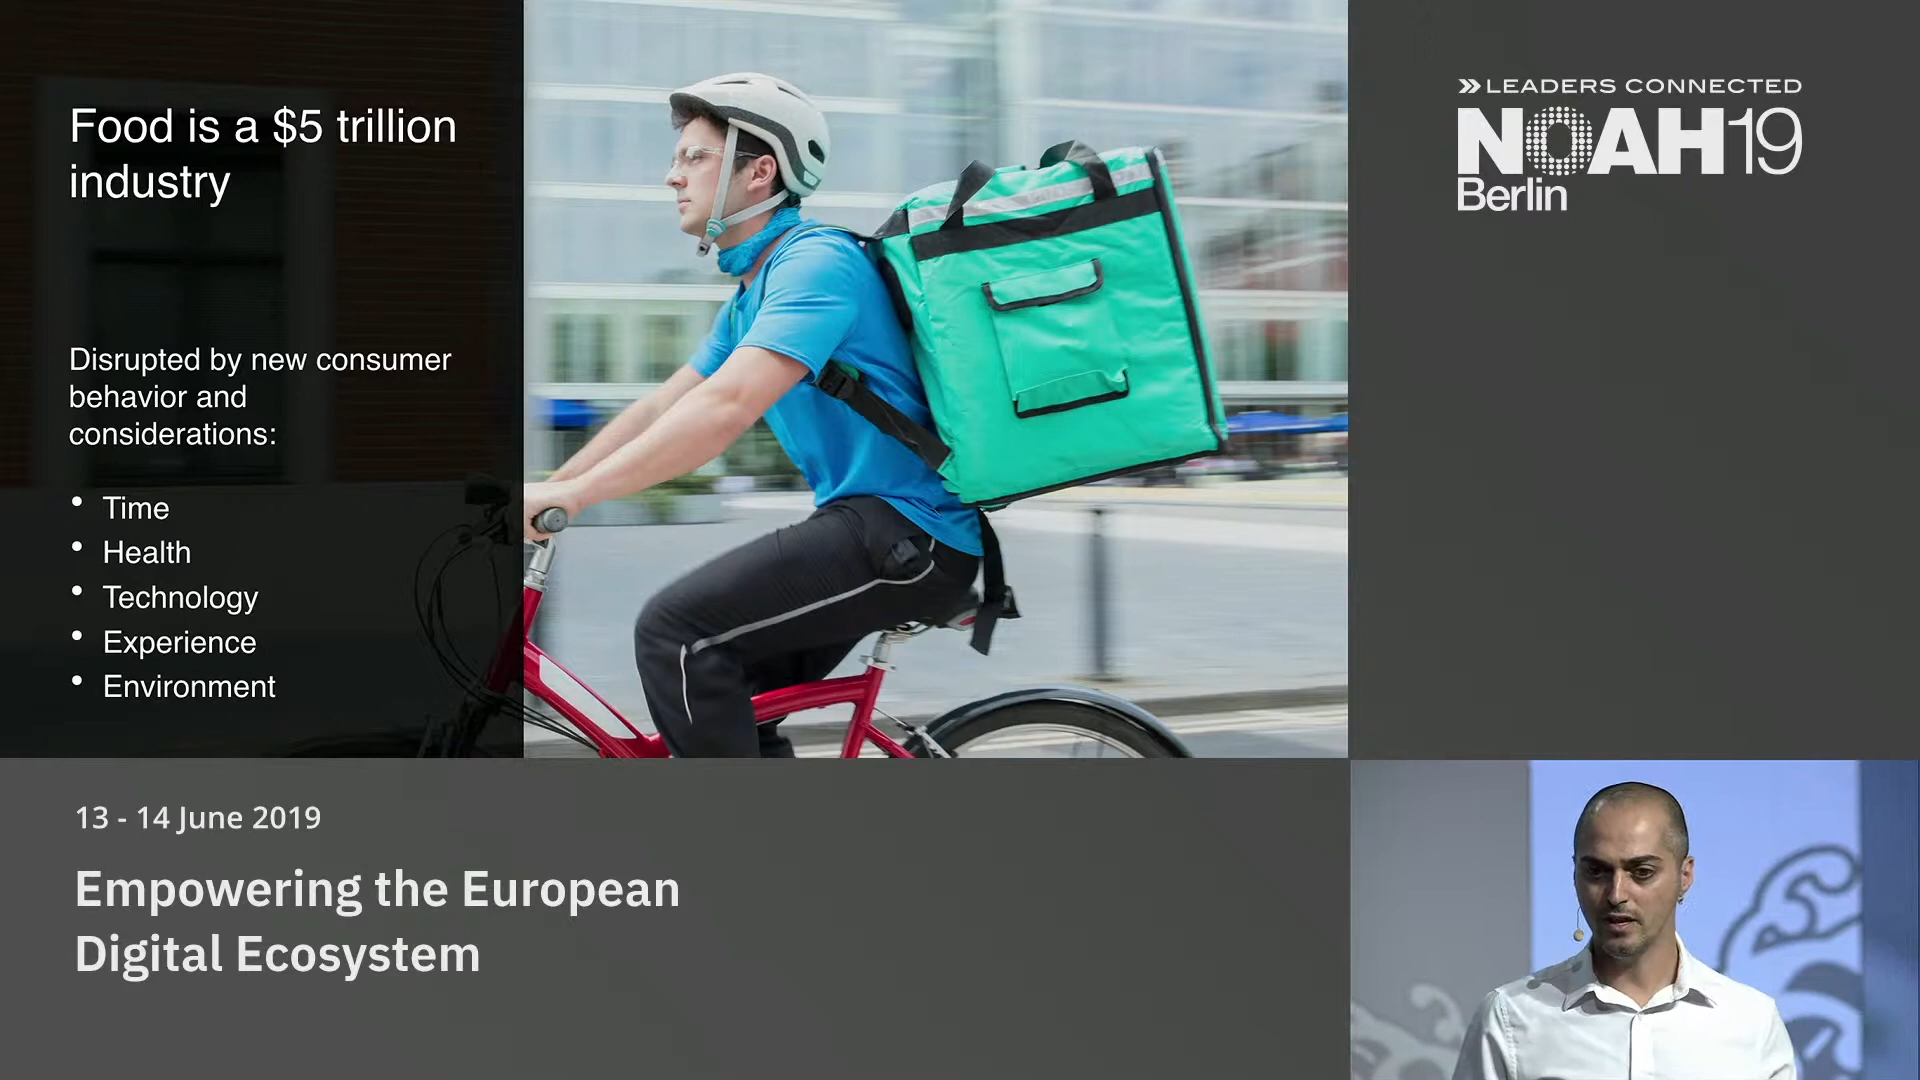 Food is a $5 trillion
industry
Disrupted by new consumer
behavior and
considerations:
• Time
• Health
• Technology
• Experience
• Environment
LEADERS CONNECTED
NOAH19
Berlin
13 - 14 June 2019
Empowering the European
Digital Ecosystem